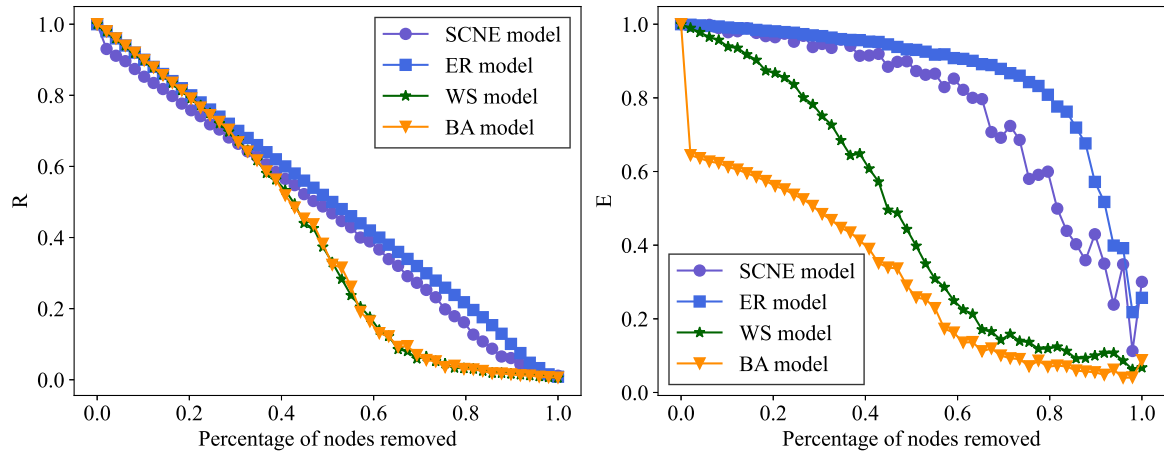 1.0
0.8
0.6
0.4
0.2
0.0
R
0.0 0.2 0.4 0.6 0.8 1.0
Percentage of nodes removed
SCNE model
ER model
WS model
BA model
1.0
0.8
0.6
0.4
0.2
0.0
E
0.0 0.2 0.4 0.6 0.8 1.0
Percentage of nodes removed
SCNE model
ER model
WS model
BA model